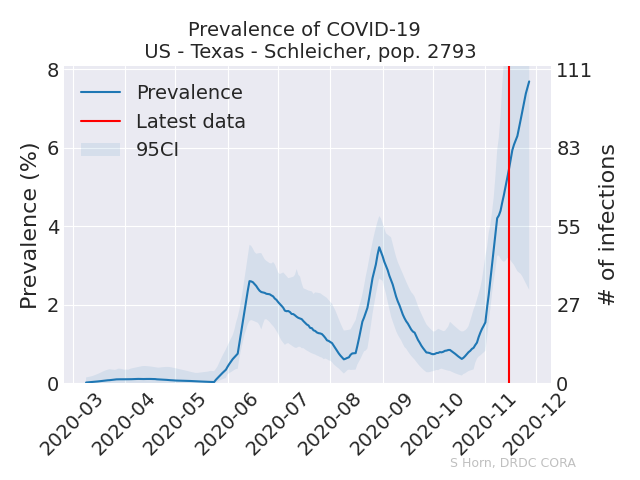 Prevalence of COVID-19
US - Texas - Schleicher, pop. 2793
Prevalence
Latest data
95CI
Prevalence (%)
8
6
4
2
0
111
83
55
27
0
# of infections
2020-03
2020-04
2020-05
2020-06
2020-07
2020-08
2020-09
2020-10
2020-11
2020-12
S Horn, DRDC CORA